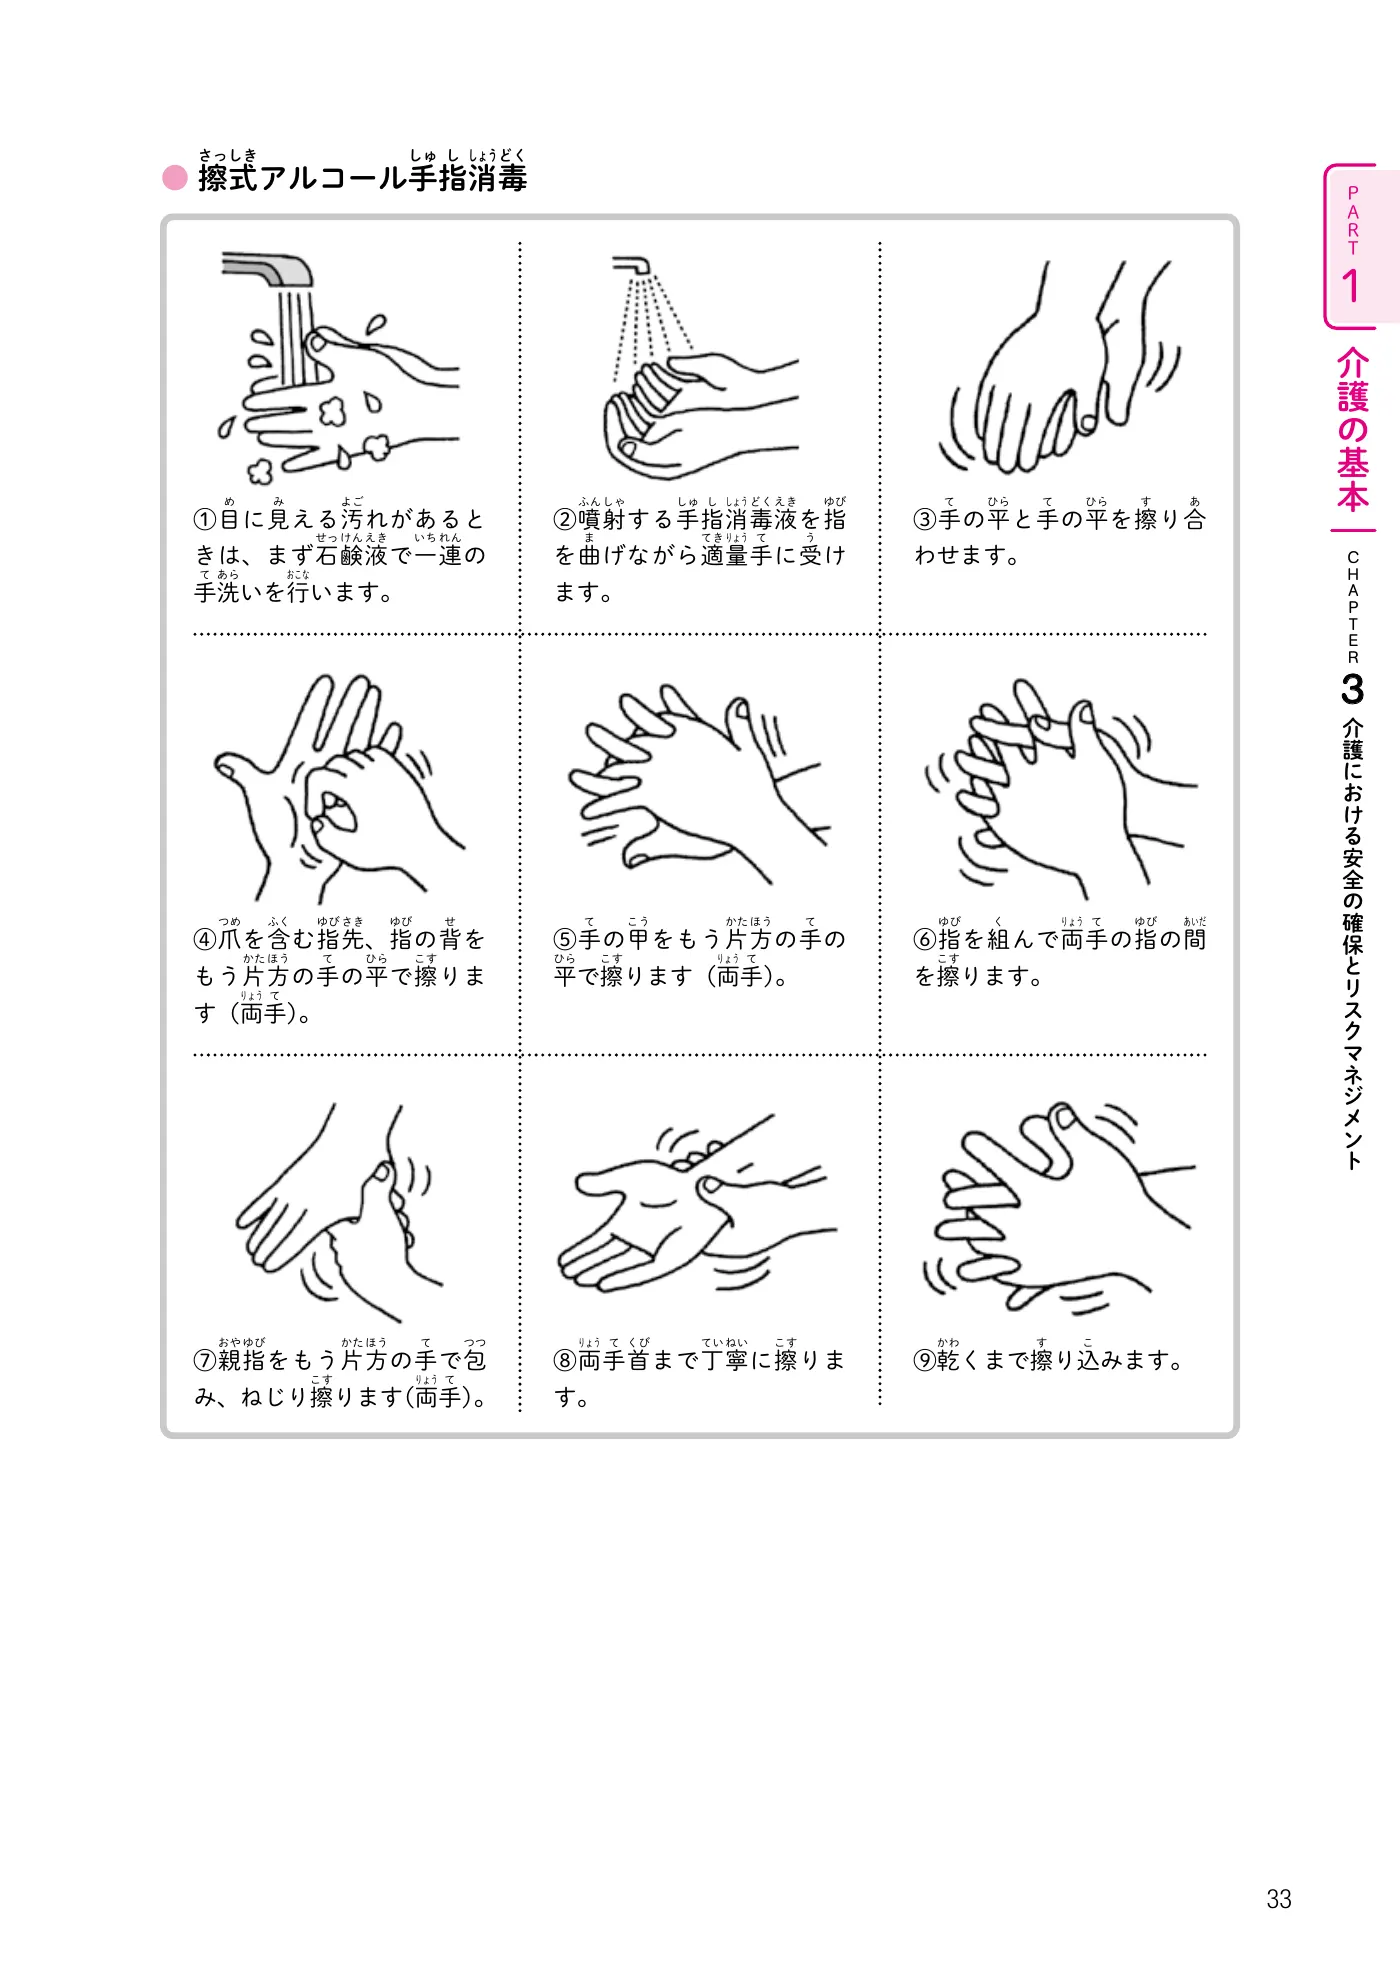 擦式アルコール手指消毒
さっしき しゅ し しょうどく
①目に見える汚れがあると
め み よご
きは、まず石鹸液で一連の
せっけんえき いちれん
手洗いを行います。
て あら おこな
②噴射する手指消毒液を指
ふんしゃ しゅ し しょうどくえき ゆび
を曲げながら適量手に受け
ま てきりょう て う
ます。
③手の平と手の平を擦り合
て ひら て ひら す あ
わせます。
④爪を含む指先、指の背を
つめ ふく ゆびさき ゆび せ
もう片方の手の平で擦りま
かたほう て ひら こす
す（両手）。
りょう て
⑤手の甲をもう片方の手の
て こう かたほう て
平で擦ります（両手）。
ひら こす りょう て
⑥指を組んで両手の指の間
ゆび く りょう て ゆび あいだ
を擦ります。
こす
⑦親指をもう片方の手で包
おやゆび かたほう て つつ
み、ねじり擦ります(両手)。
こす りょう て
⑧両手首まで丁寧に擦りま
りょう て くび ていねい こす
す。
⑨乾くまで擦り込みます。
かわ す こ
PART 1 介護の基本
CHAPTER 3 介護における安全の確保とリスクマネジメント
33